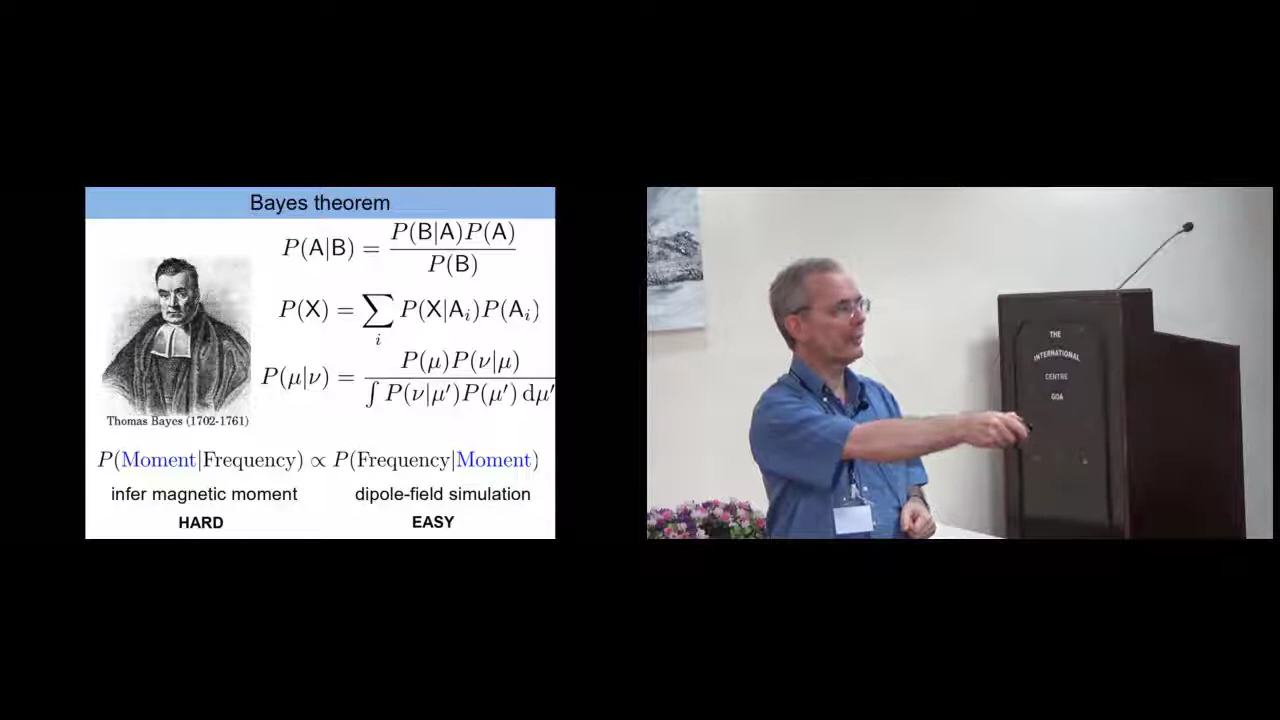 Bayes theorem
P(A|B) = P(B|A)P(A) / P(B)
P(X) = ∑_i P(X|A_i)P(A_i)
P(μ|ν) = P(μ)P(ν|μ) / ∫ P(ν|μ′)P(μ′) dμ′
Thomas Bayes (1702-1761)
P(Moment|Frequency) ∝ P(Frequency|Moment)
infer magnetic moment dipole-field simulation
HARD EASY
THE
INTERNATIONAL
CENTRE
GOA